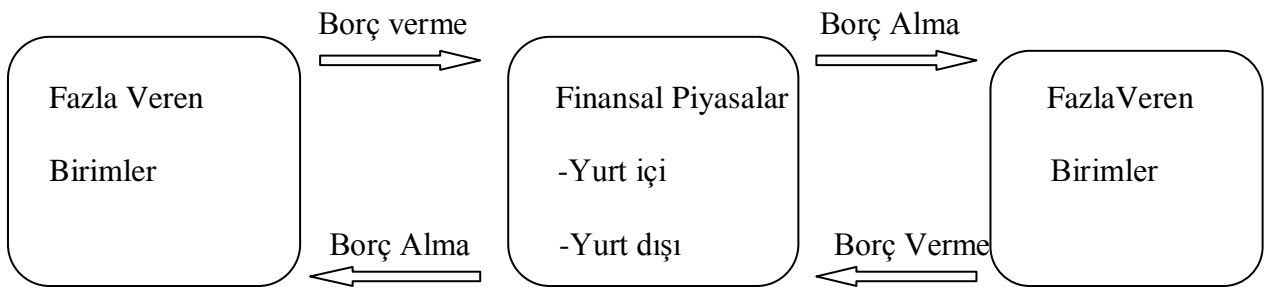 Borç verme
Borç Alma
Fazla Veren
Birimler
Finansal Piyasalar
-Yurt içi
-Yurt dışı
FazlaVeren
Birimler
Borç Alma
Borç Verme